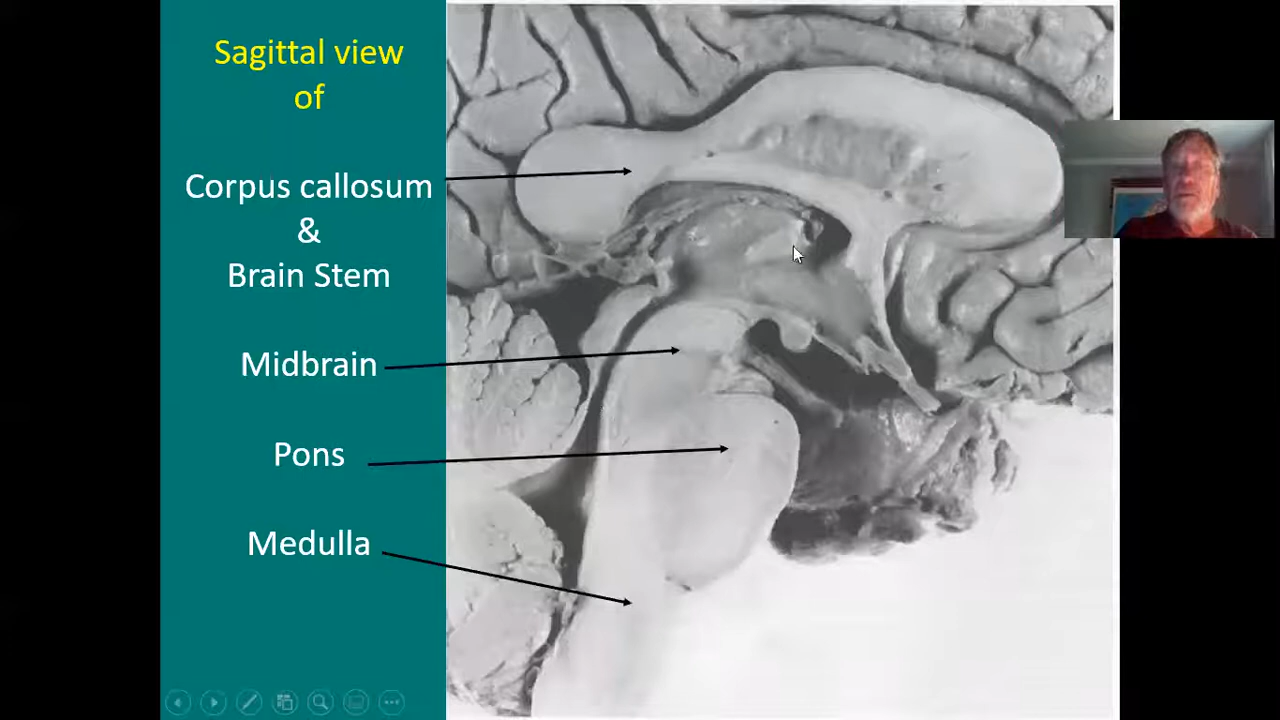 Sagittal view
of
Corpus callosum
&
Brain Stem
Midbrain
Pons
Medulla